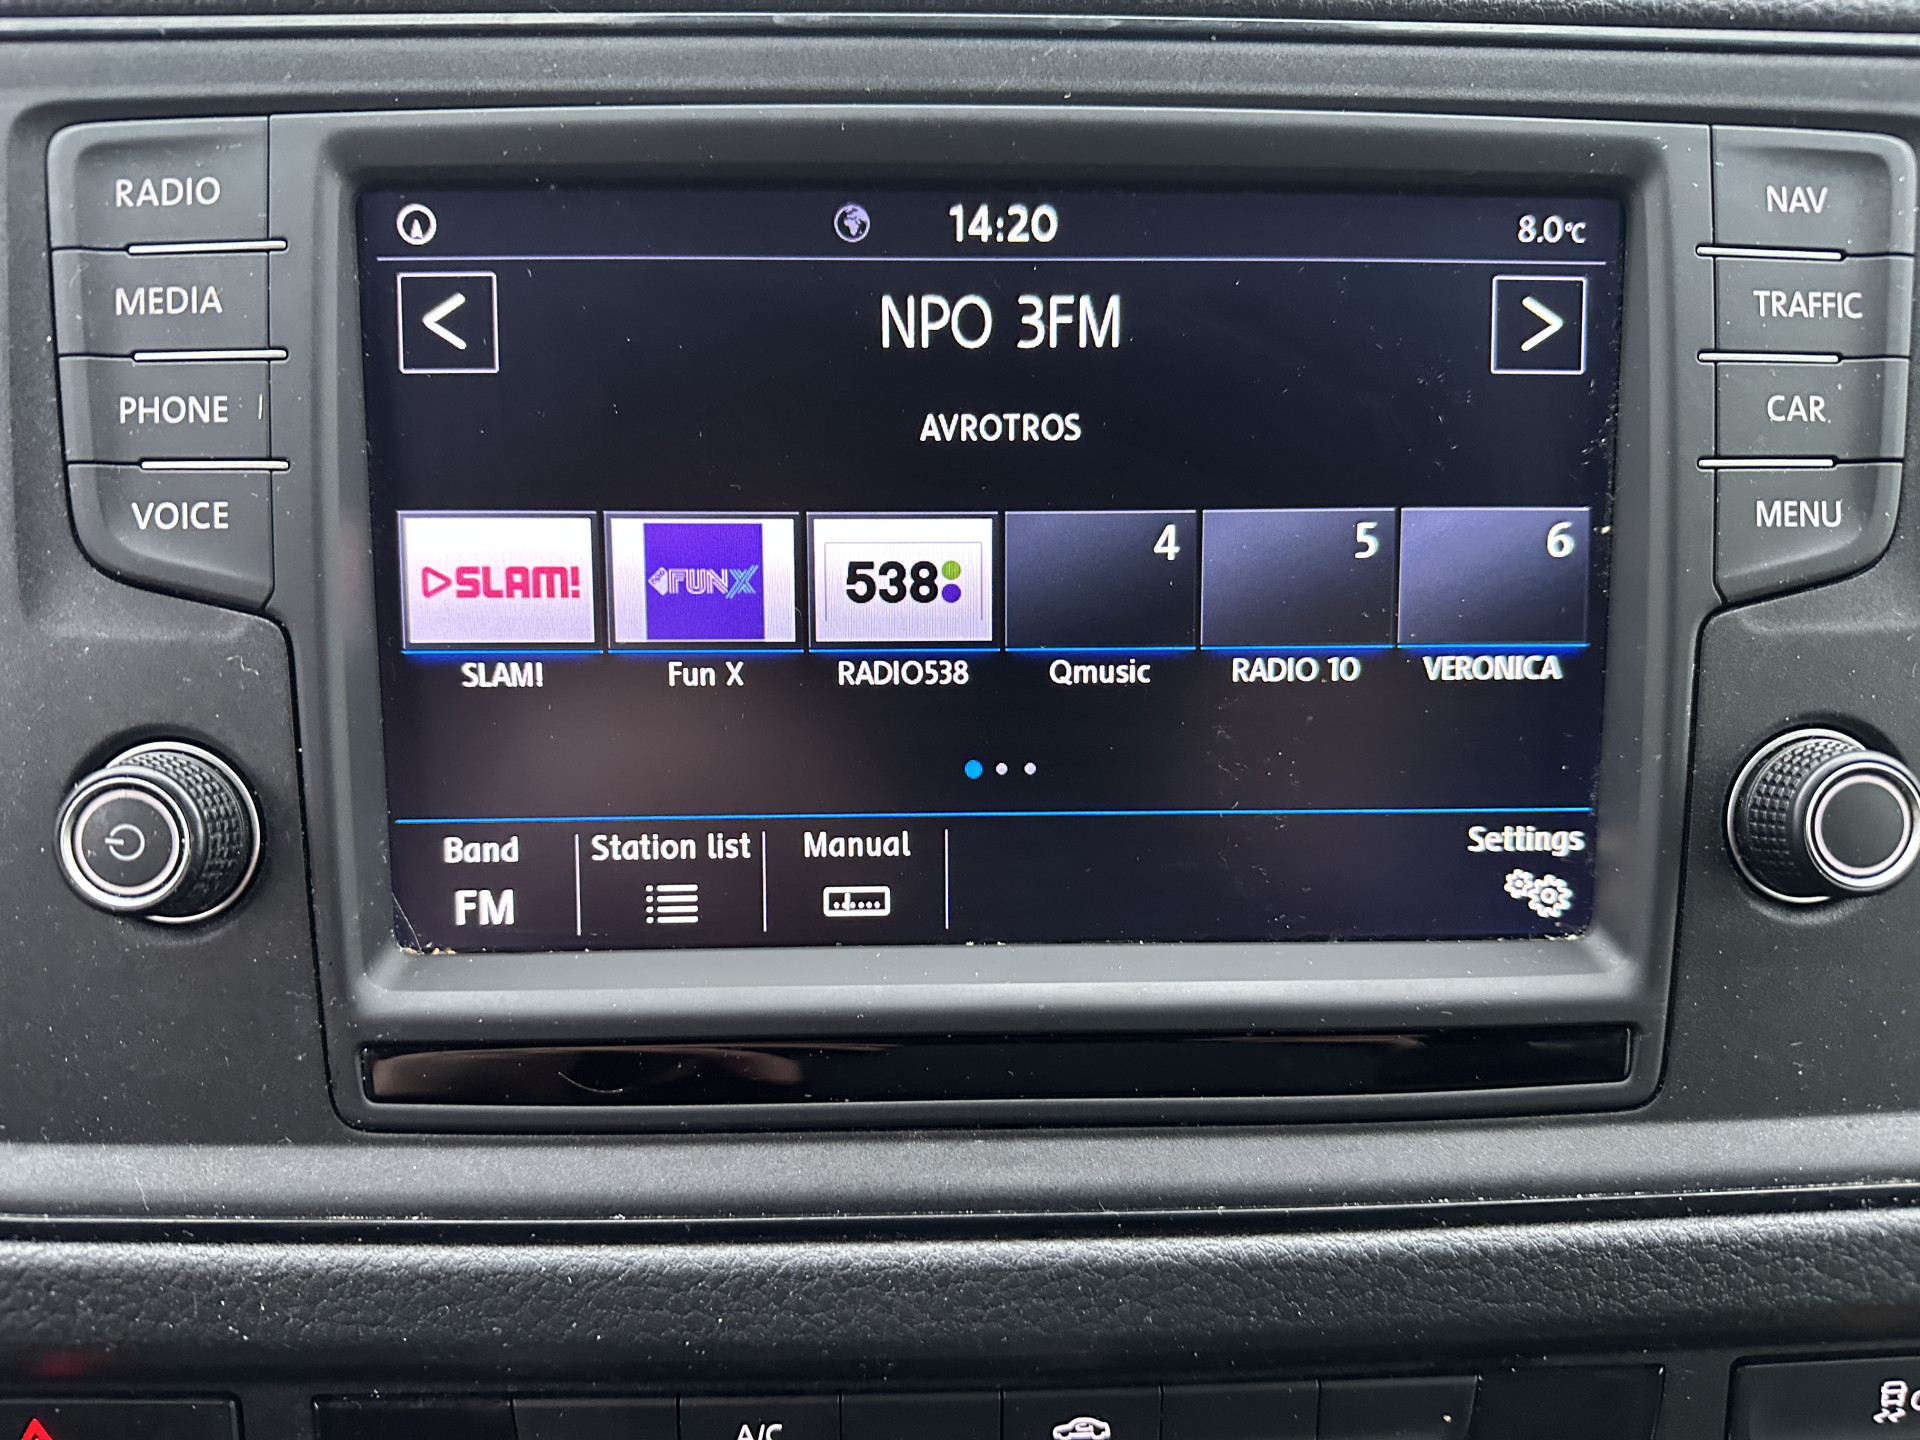 RADIO
MEDIA
PHONE
VOICE
14:20
8.0°C
<
NPO 3FM
>
AVROTROS
SLAM!
FUNX
538
4
5
6
SLAM!
Fun X
RADIO538
Qmusic
RADIO 10
VERONICA
Band
FM
Station list
Manual
Settings
NAV
TRAFFIC
CAR
MENU
A/C